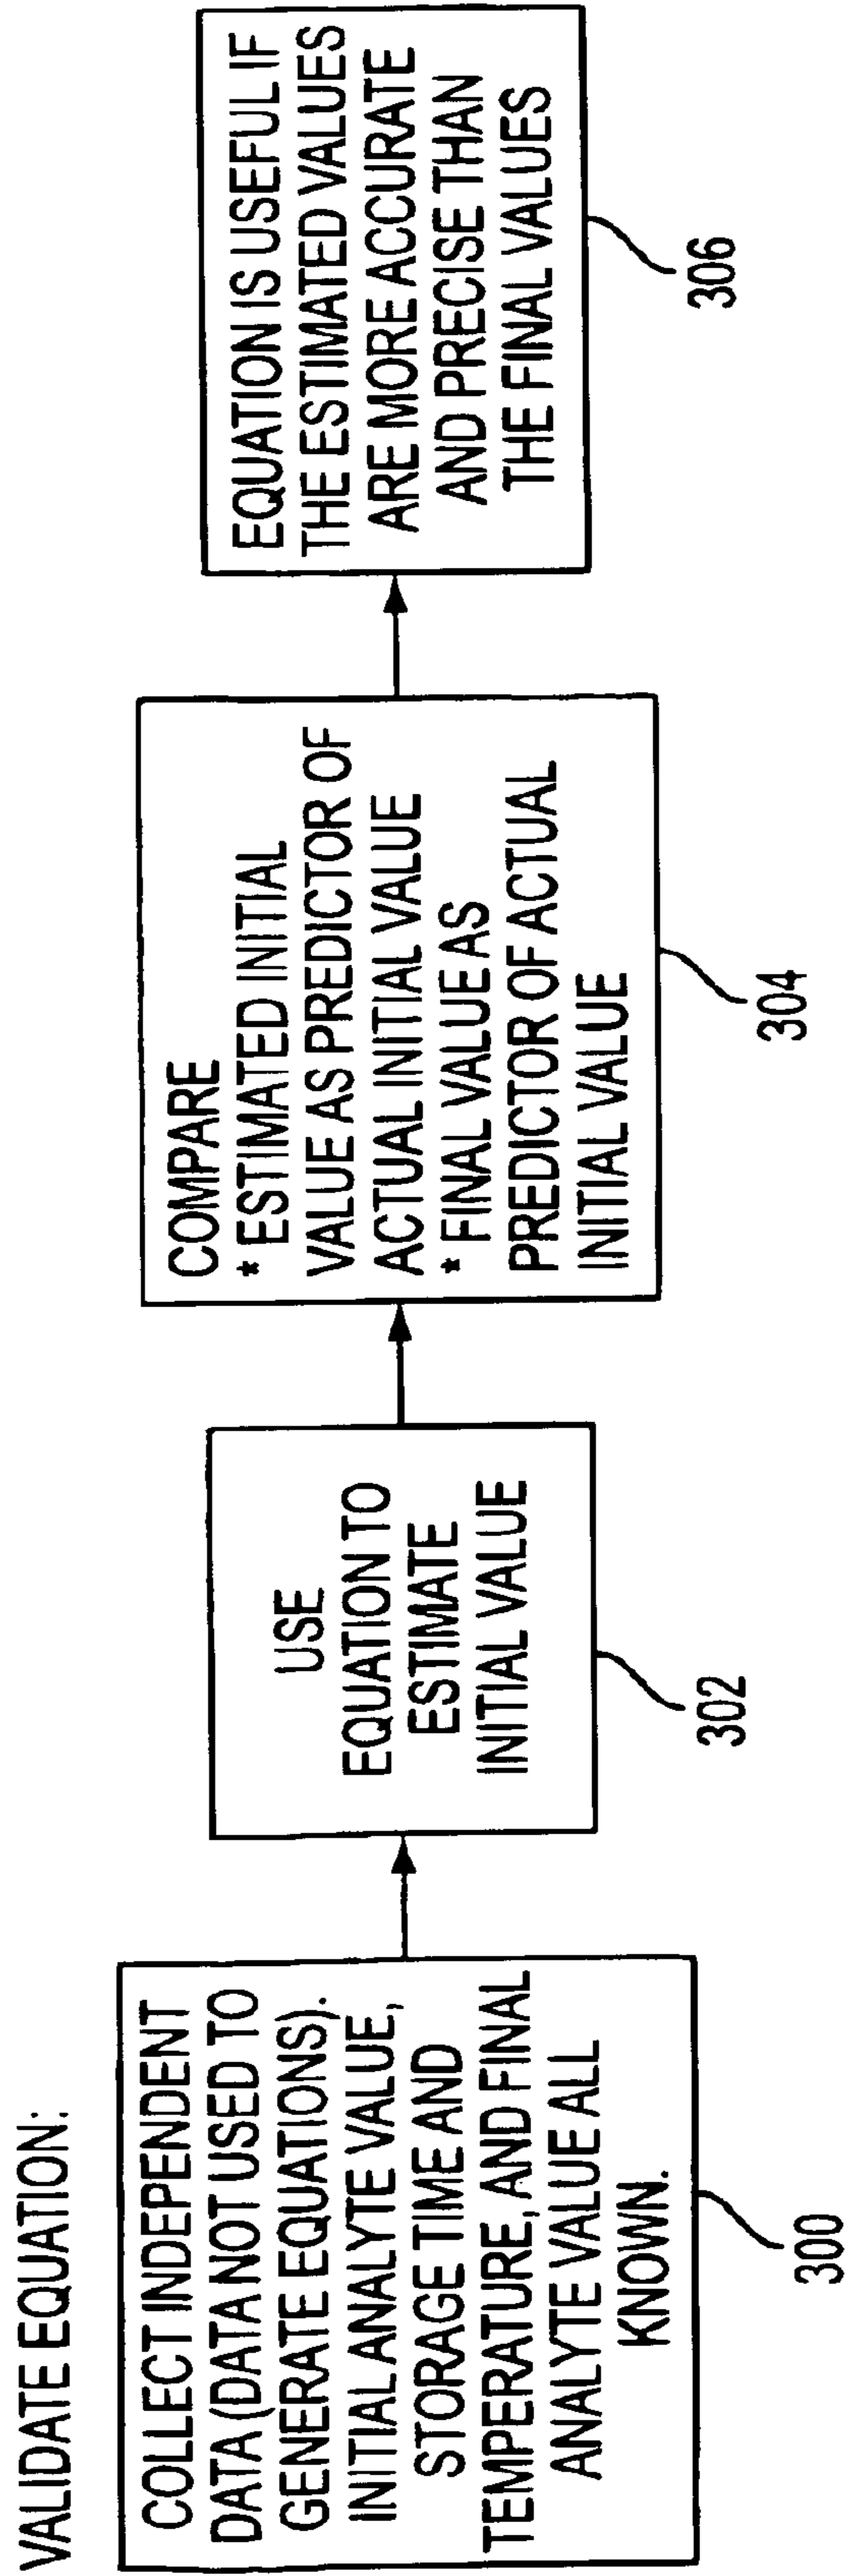 VALIDATE EQUATION:
COLLECT INDEPENDENT
DATA (DATA NOT USED TO
GENERATE EQUATIONS).
INITIAL ANALYTE VALUE,
STORAGE TIME AND
TEMPERATURE, AND FINAL
ANALYTE VALUE ALL
KNOWN.
300
USE
EQUATION TO
ESTIMATE
INITIAL VALUE
302
COMPARE
* ESTIMATED INITIAL
VALUE AS PREDICTOR OF
ACTUAL INITIAL VALUE
* FINAL VALUE AS
PREDICTOR OF ACTUAL
INITIAL VALUE
304
EQUATION IS USEFUL IF
THE ESTIMATED VALUES
ARE MORE ACCURATE
AND PRECISE THAN
THE FINAL VALUES
306